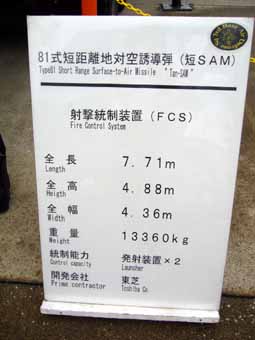 81式短距離地対空誘導弾(短SAM)
Type81 Short Range Surface-to-Air Missile "Tan-SAM"
射撃統制装置(FCS)
Fire Control System
全長 7.71m
Length
全高 4.88m
Heigth
全幅 4.36m
Width
重量 13360kg
Weight
統制能力 発射装置×2
Control capacity Launcher
開発会社 東芝
Prime contractor Toshiba Co.